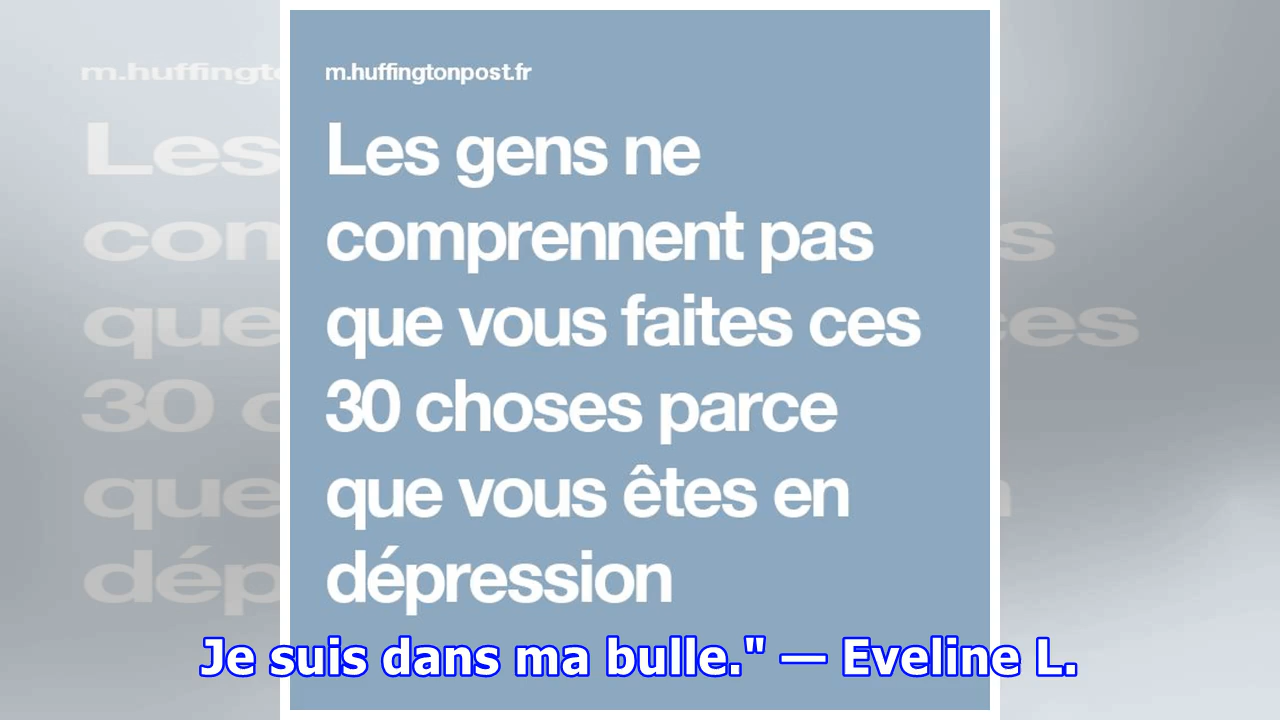 m.huffingtonpost.fr
Les gens ne
comprennent pas
que vous faites ces
30 choses parce
que vous êtes en
dépression
Je suis dans ma bulle." — Eveline L.